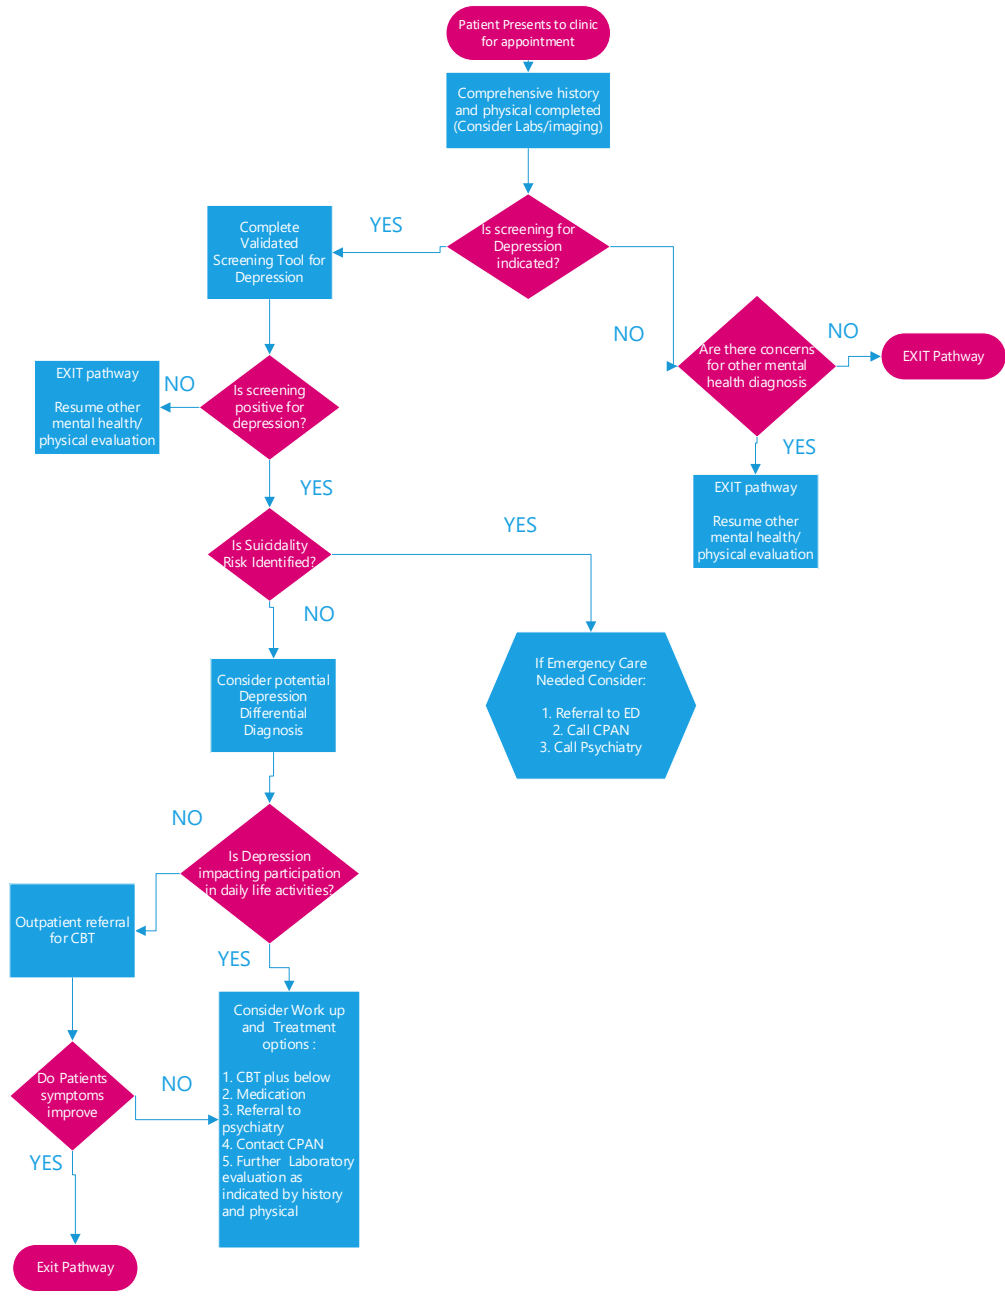 Patient Presents to clinic
for appointment
Comprehensive history
and physical completed
(Consider Labs/imaging)
Is screening for
Depression
indicated?
YES
Complete
Validated
Screening Tool for
Depression
NO
Are there concerns
for other mental
health diagnosis
NO
EXIT Pathway
YES
EXIT pathway
Resume other
mental health/
physical evaluation
Is screening
positive for
depression?
NO
EXIT pathway
Resume other
mental health/
physical evaluation
YES
Is Suicidality
Risk Identified?
YES
If Emergency Care
Needed Consider:
1. Referral to ED
2. Call CPAN
3. Call Psychiatry
NO
Consider potential
Depression
Differential
Diagnosis
Is Depression
impacting participation
in daily life activities?
NO
Outpatient referral
for CBT
YES
Consider Work up
and Treatment
options :
1. CBT plus below
2. Medication
3. Referral to
psychiatry
4. Contact CPAN
5. Further Laboratory
evaluation as
indicated by history
and physical
Do Patients
symptoms
improve
NO
YES
Exit Pathway